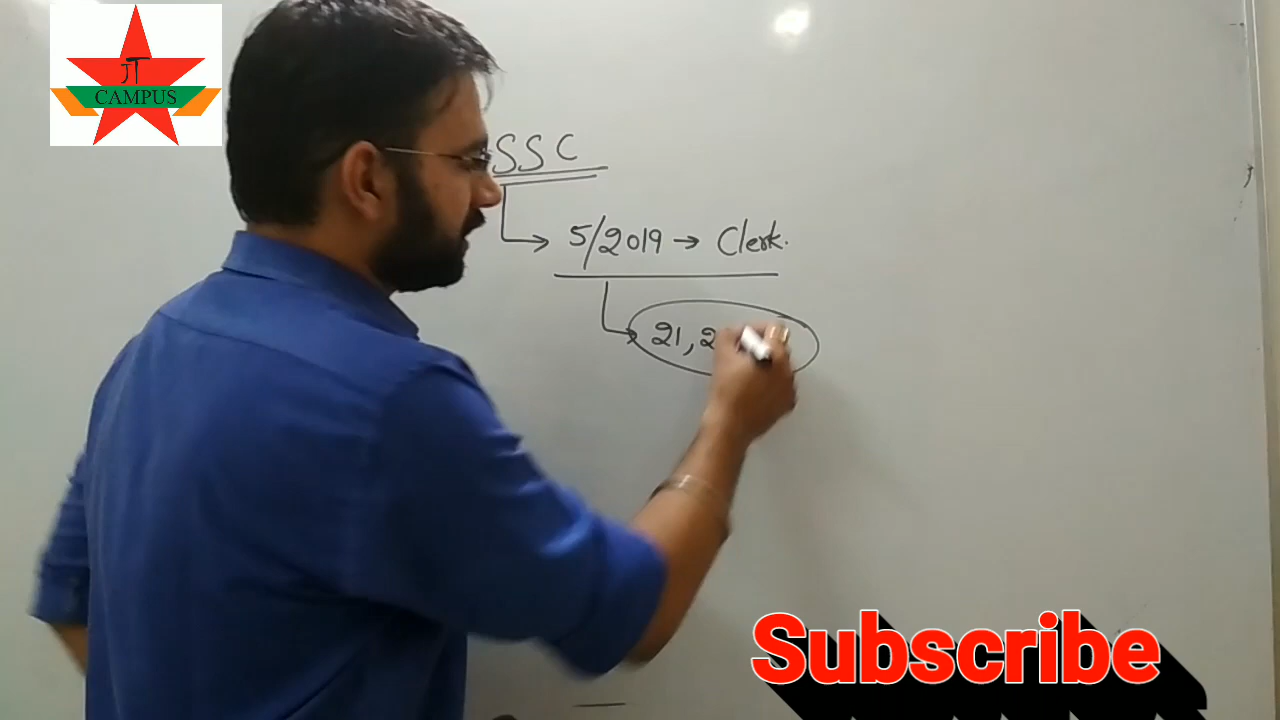 JT
CAMPUS
SSC
5/2019 → Clerk.
21, 2
Subscribe